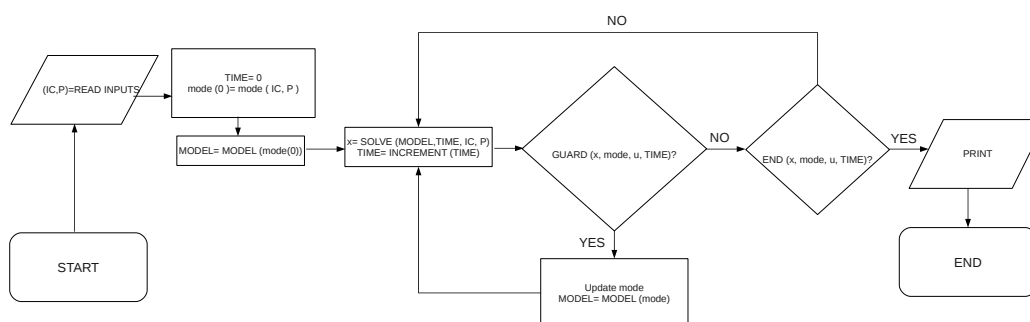 NO
(IC,P)=READ INPUTS
TIME= 0
mode (0 )= mode ( IC, P )
MODEL= MODEL (mode(0))
x= SOLVE (MODEL,TIME, IC, P)
TIME= INCREMENT (TIME)
GUARD (x, mode, u, TIME)?
NO
END (x, mode, u, TIME)?
YES
PRINT
YES
Update mode
MODEL= MODEL (mode)
START
END